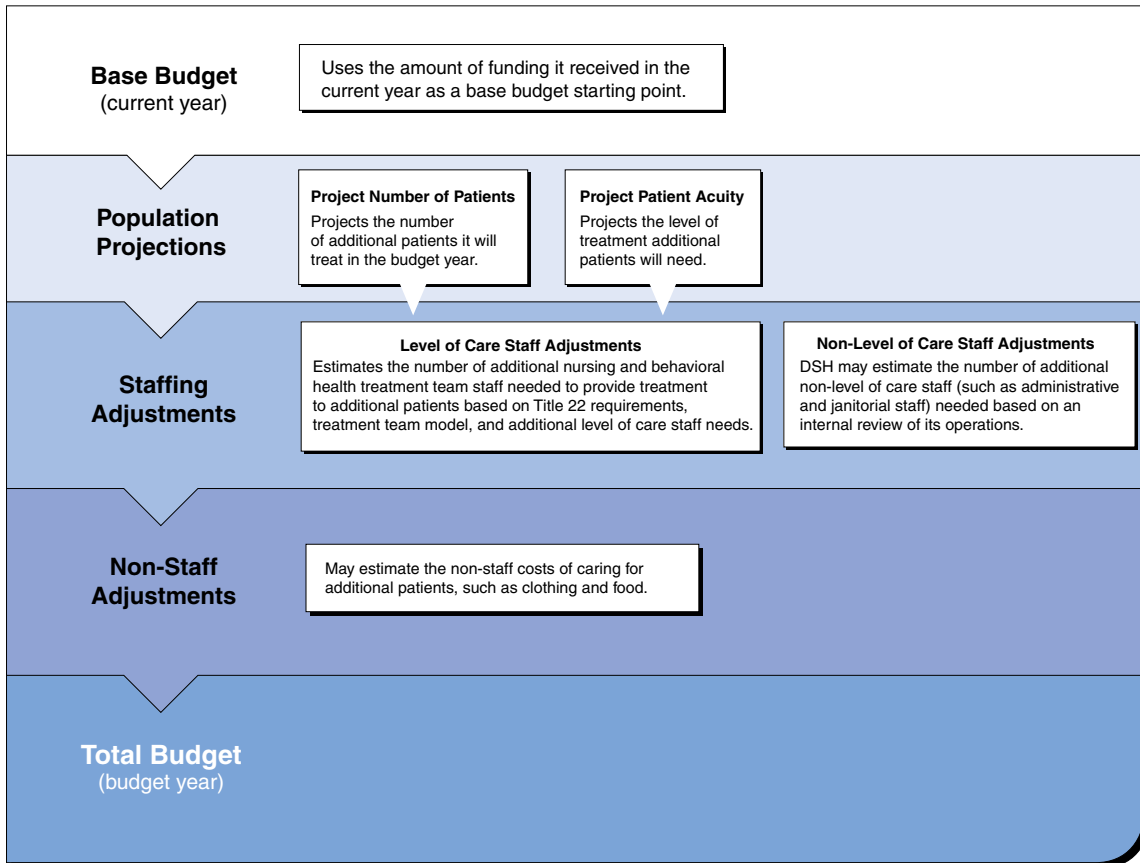 Base Budget
(current year)
Uses the amount of funding it received in the
current year as a base budget starting point.
Population
Projections
Project Number of Patients
Projects the number
of additional patients it will
treat in the budget year.
Project Patient Acuity
Projects the level of
treatment additional
patients will need.
Staffing
Adjustments
Level of Care Staff Adjustments
Estimates the number of additional nursing and behavioral
health treatment team staff needed to provide treatment
to additional patients based on Title 22 requirements,
treatment team model, and additional level of care staff needs.
Non-Level of Care Staff Adjustments
DSH may estimate the number of additional
non-level of care staff (such as administrative
and janitorial staff) needed based on an
internal review of its operations.
Non-Staff
Adjustments
May estimate the non-staff costs of caring for
additional patients, such as clothing and food.
Total Budget
(budget year)